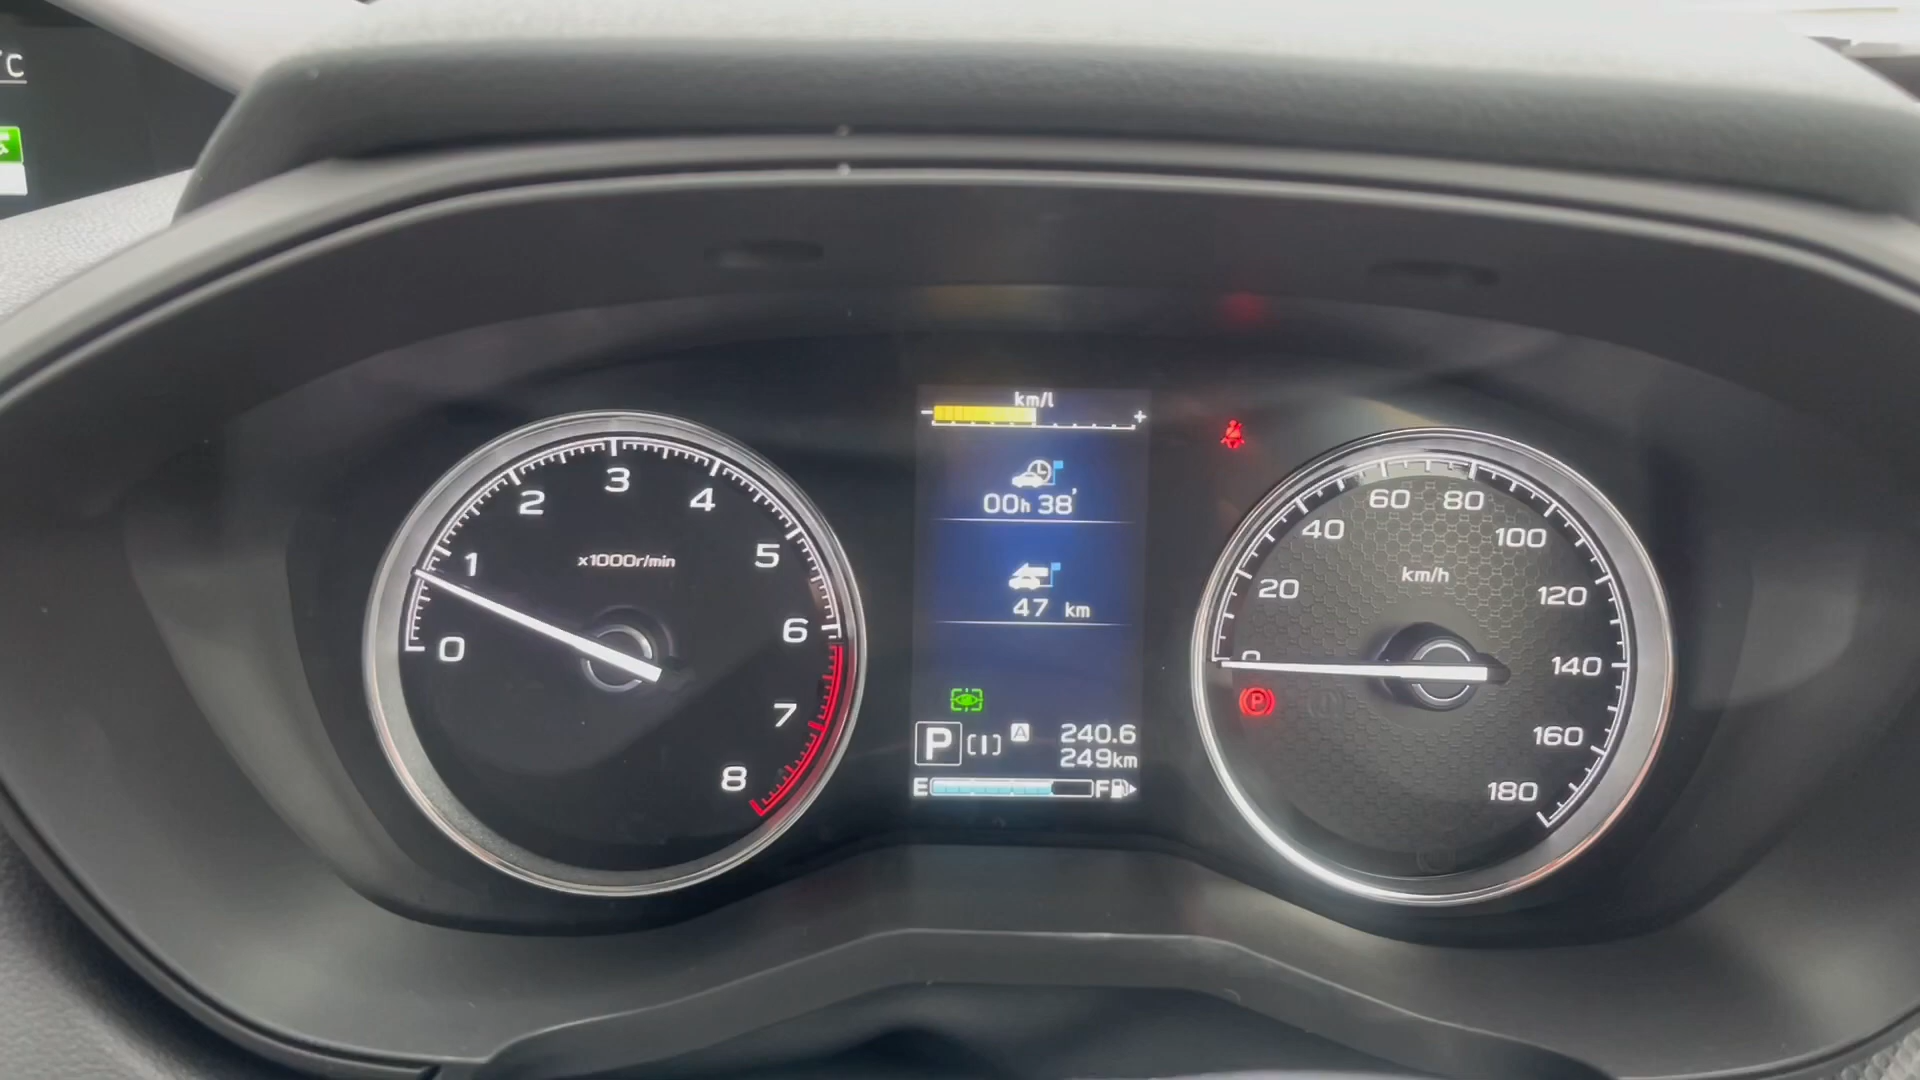 °C
km/l
- +
00h 38'
47 km
P [I] A 240.6
249km
E F
0 1 2 3 4 5 6 7 8
x1000r/min
0 20 40 60 80 100 120 140 160 180
km/h
P